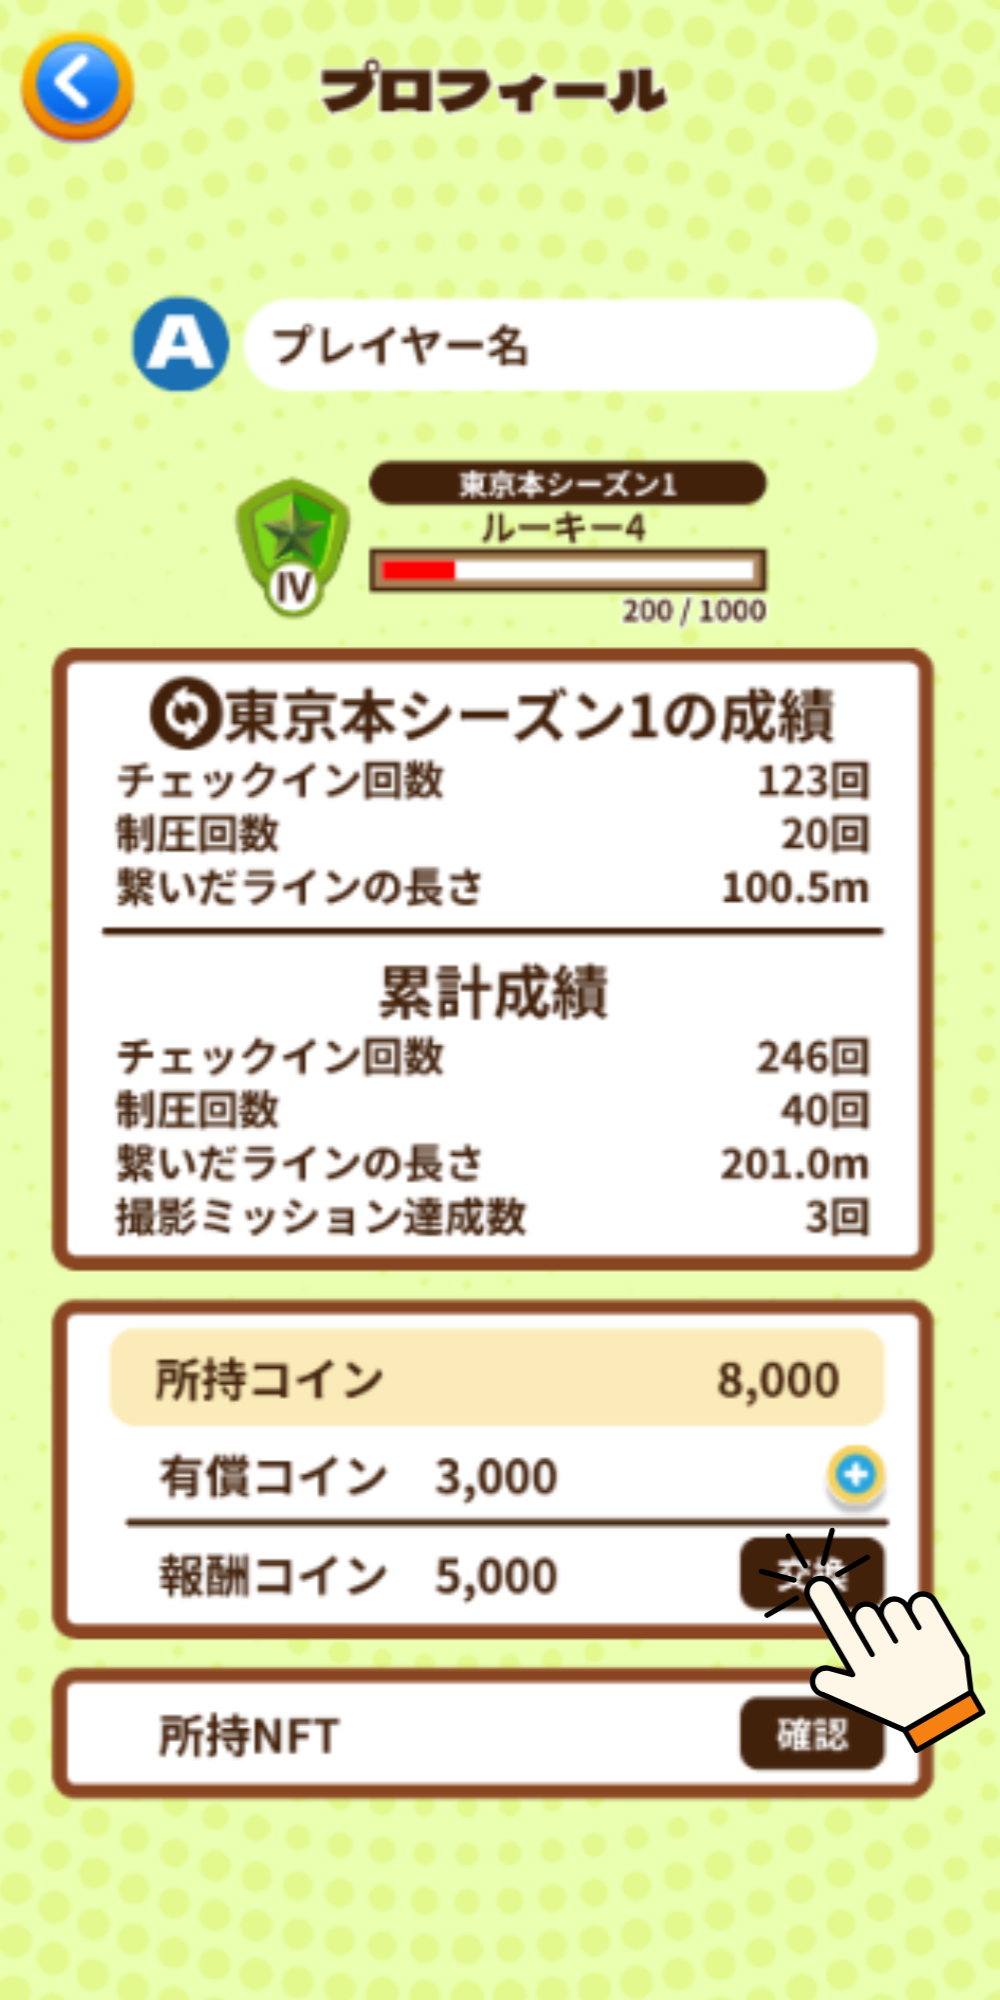 プロフィール
A プレイヤー名
東京本シーズン1
ルーキー4
IV
200 / 1000
東京本シーズン1の成績
チェックイン回数 123回
制圧回数 20回
繋いだラインの長さ 100.5m
累計成績
チェックイン回数 246回
制圧回数 40回
繋いだラインの長さ 201.0m
撮影ミッション達成数 3回
所持コイン 8,000
有償コイン 3,000
報酬コイン 5,000 交換
所持NFT 確認